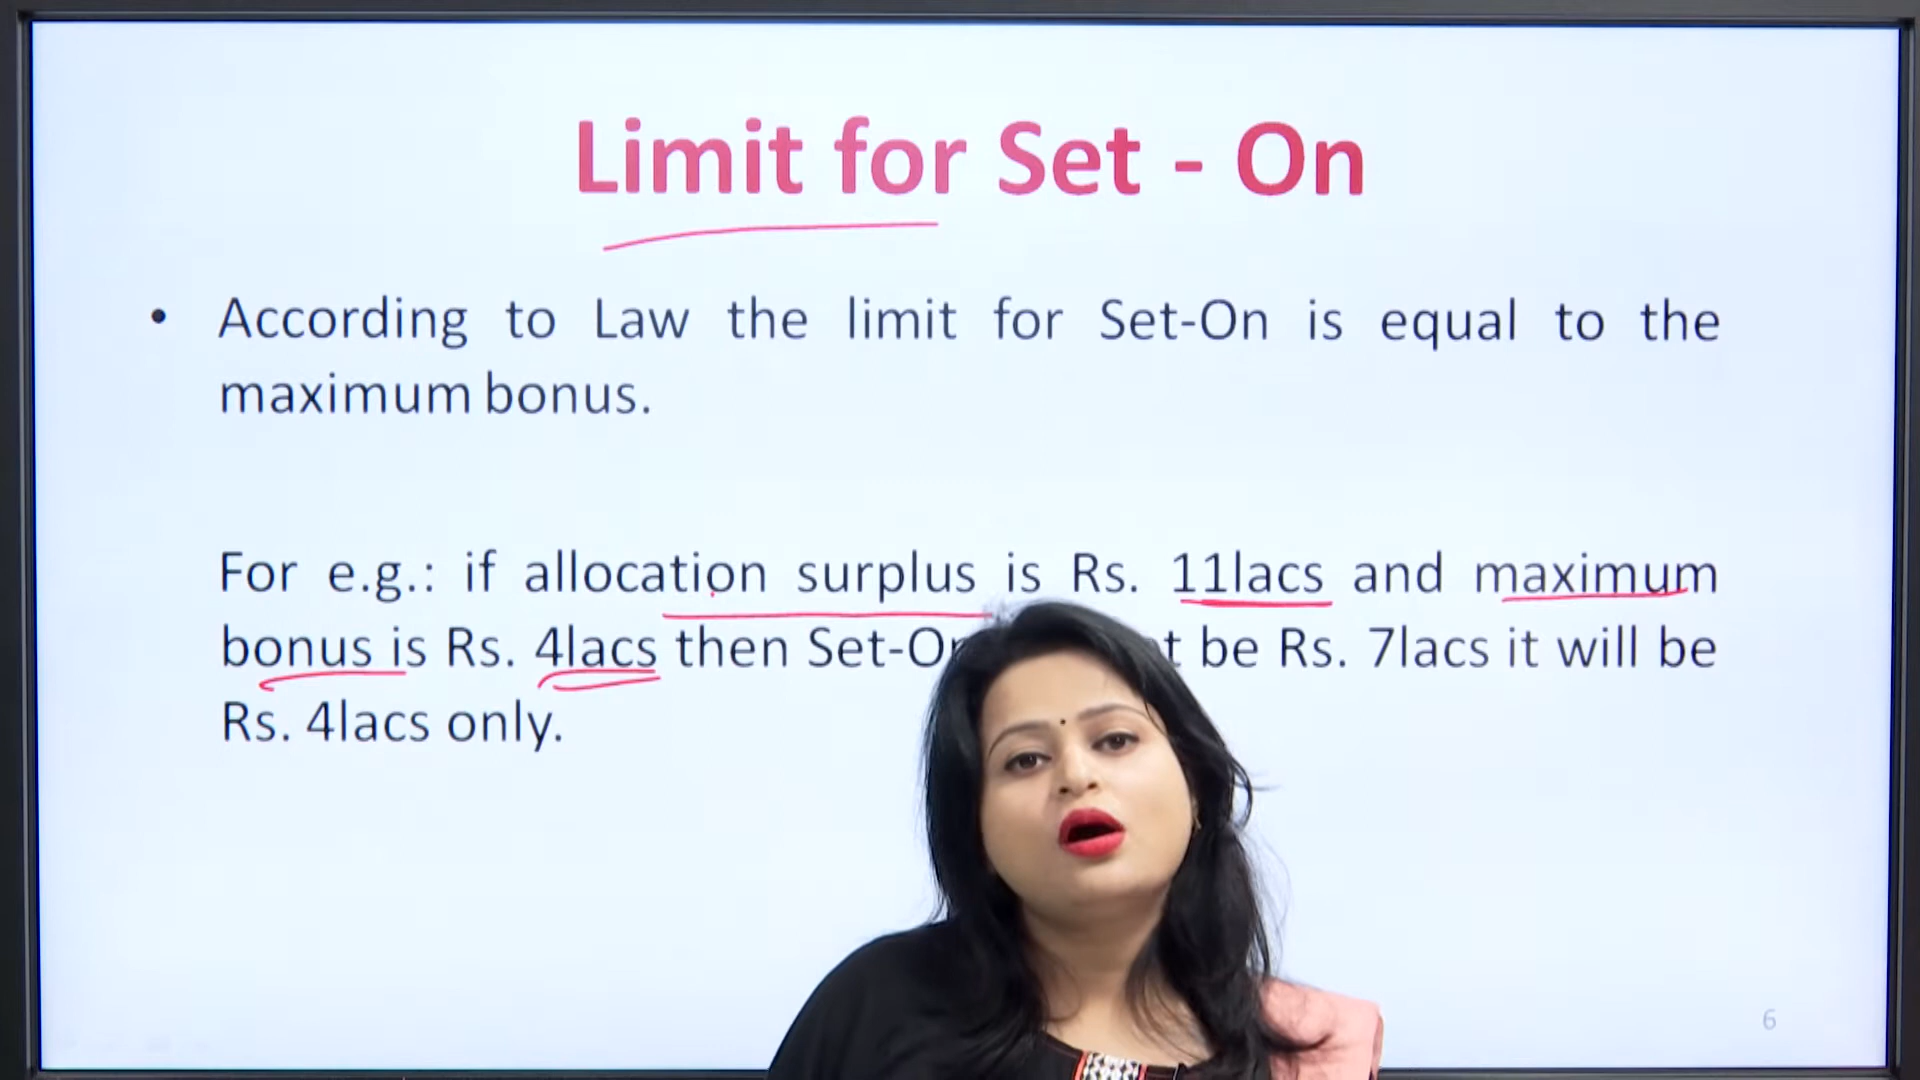 Limit for Set - On
• According to Law the limit for Set-On is equal to the
maximum bonus.
For e.g.: if allocation surplus is Rs. 11lacs and maximum
bonus is Rs. 4lacs then be Rs. 7lacs it will be
Rs. 4lacs only.
6